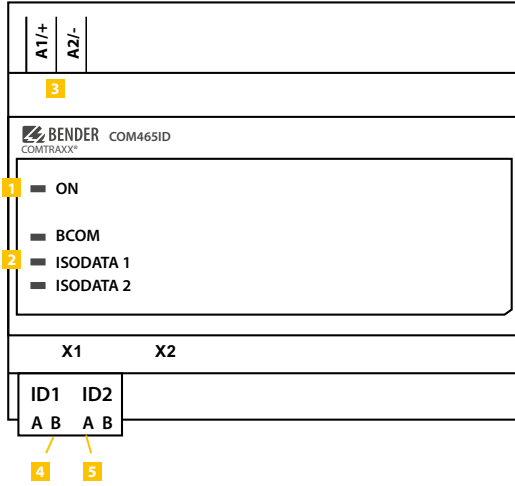 A1/+ A2/-
3
BENDER COM465ID
COMTRAXX®
1 ON
BCOM
2 ISODATA 1
ISODATA 2
X1 X2
ID1 ID2
A B A B
4 5